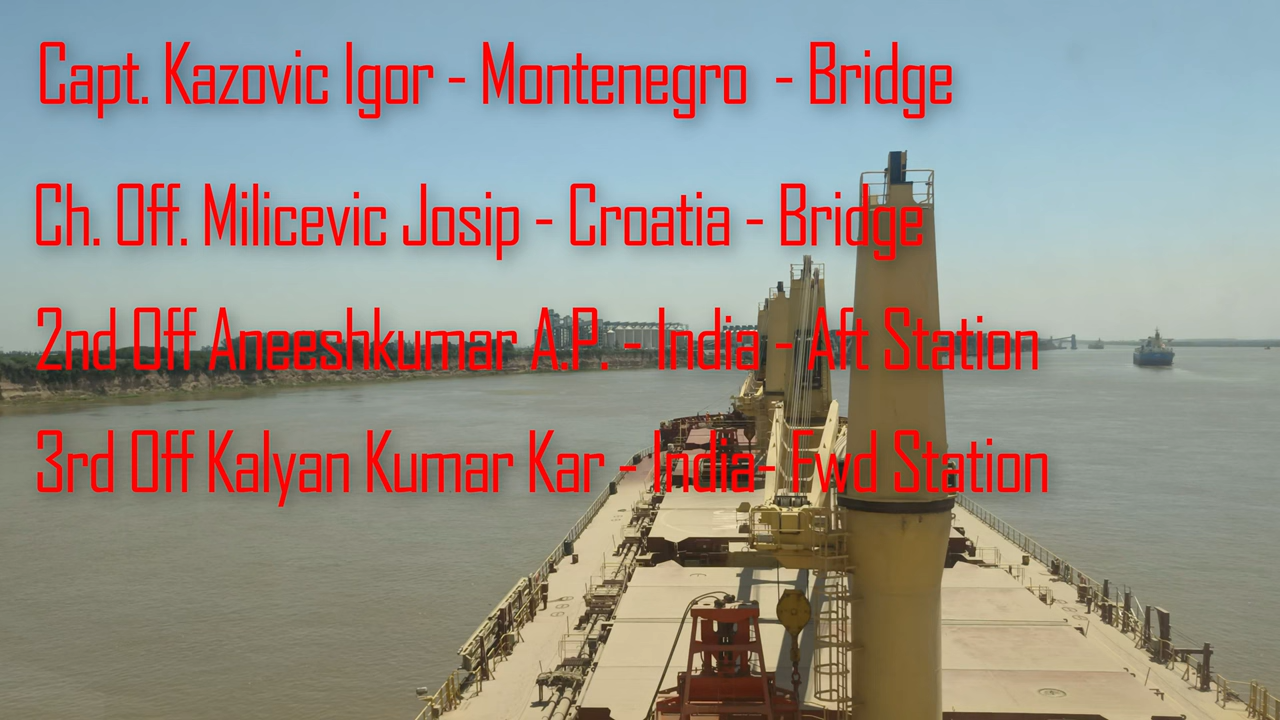 Capt. Kazovic Igor - Montenegro - Bridge
Ch. Off. Milicevic Josip - Croatia - Bridge
2nd Off Aneeshkumar A.P. - India - Aft Station
3rd Off Kalyan Kumar Kar - India- Fwd Station